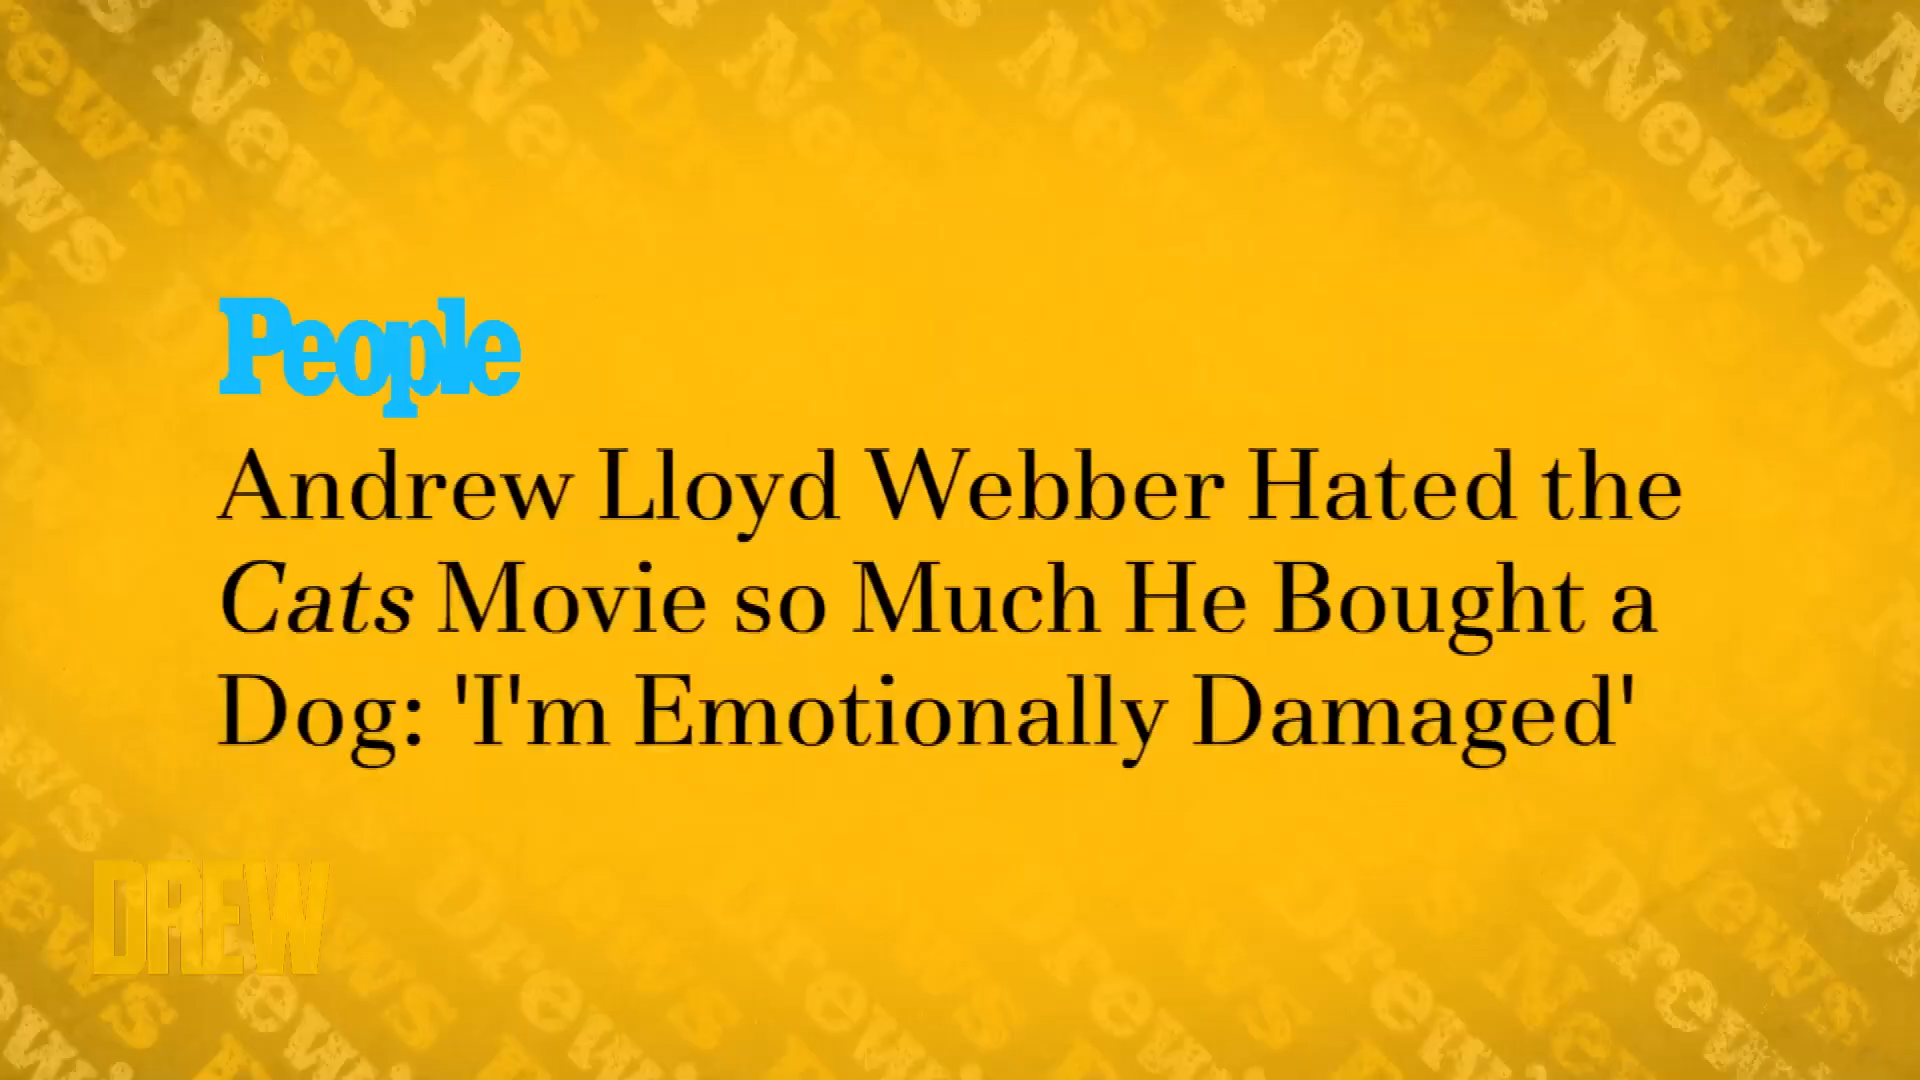 People
Andrew Lloyd Webber Hated the
Cats Movie so Much He Bought a
Dog: 'I'm Emotionally Damaged'
DREW